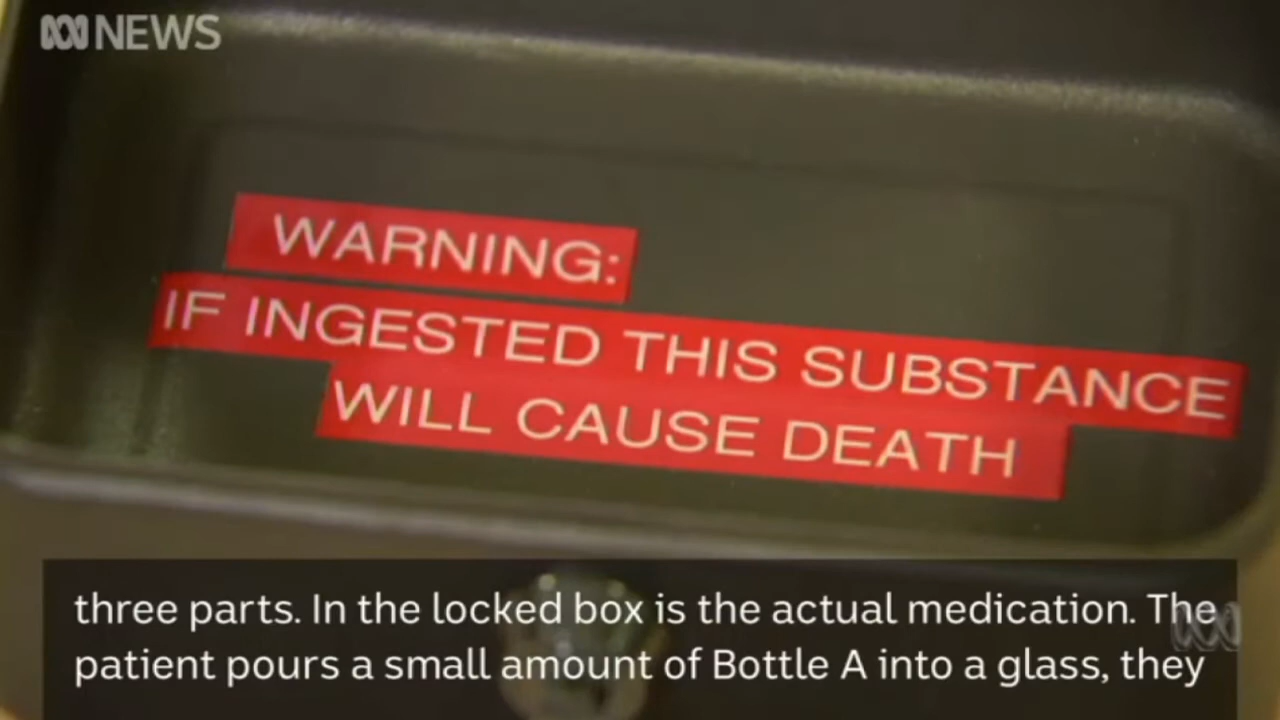 NEWS
WARNING:
IF INGESTED THIS SUBSTANCE
WILL CAUSE DEATH
three parts. In the locked box is the actual medication. The
patient pours a small amount of Bottle A into a glass, they